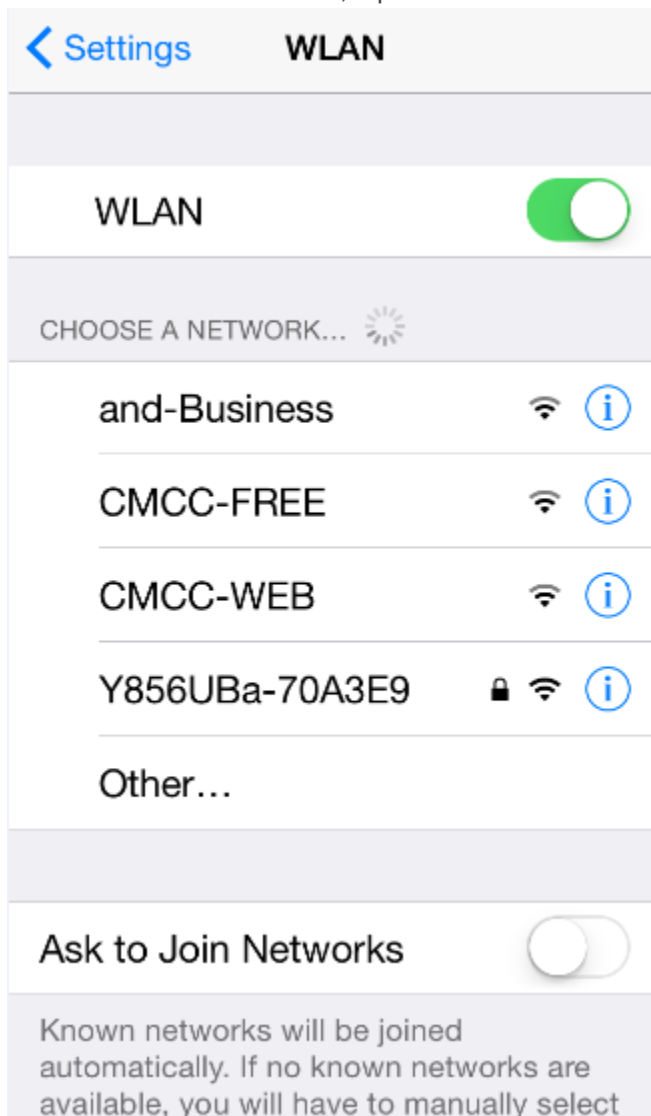 Settings WLAN
WLAN
CHOOSE A NETWORK...
and-Business
CMCC-FREE
CMCC-WEB
Y856UBa-70A3E9
Other...
Ask to Join Networks
Known networks will be joined
automatically. If no known networks are
available, you will have to manually select